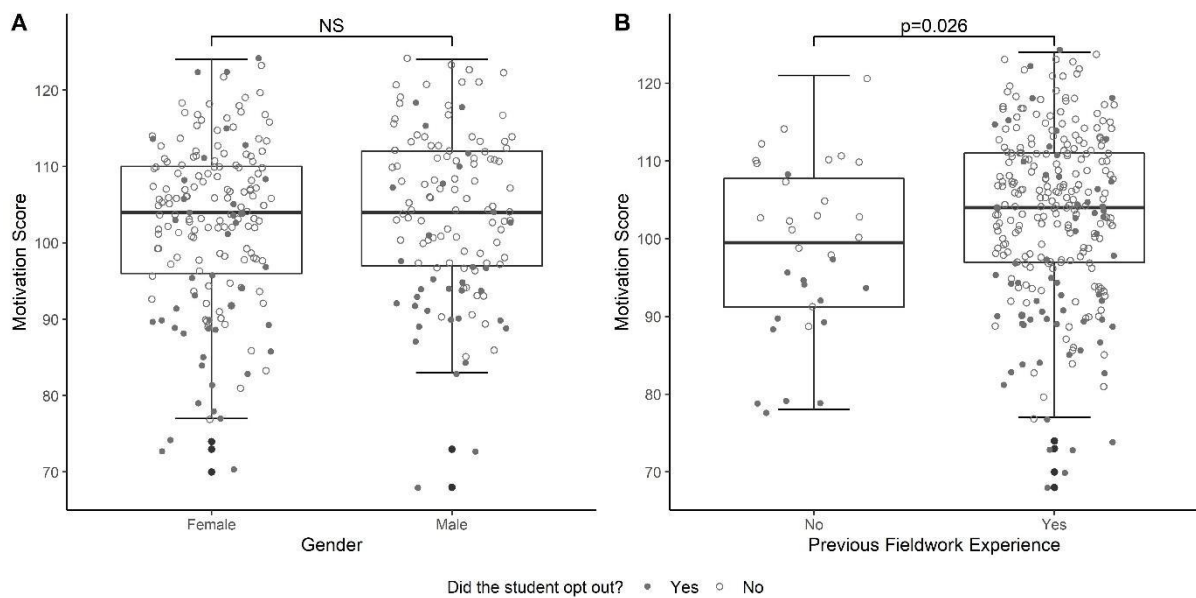 A
NS
Motivation Score
120
110
100
90
80
70
Female
Male
Gender
B
p=0.026
Motivation Score
120
110
100
90
80
70
No
Yes
Previous Fieldwork Experience
Did the student opt out? Yes No